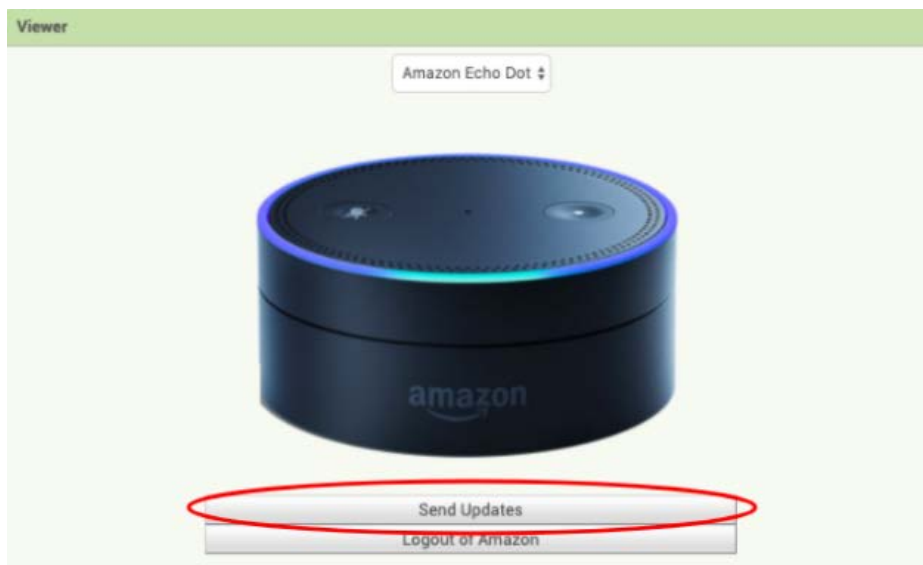 Viewer
Amazon Echo Dot
amazon
Send Updates
Logout of Amazon